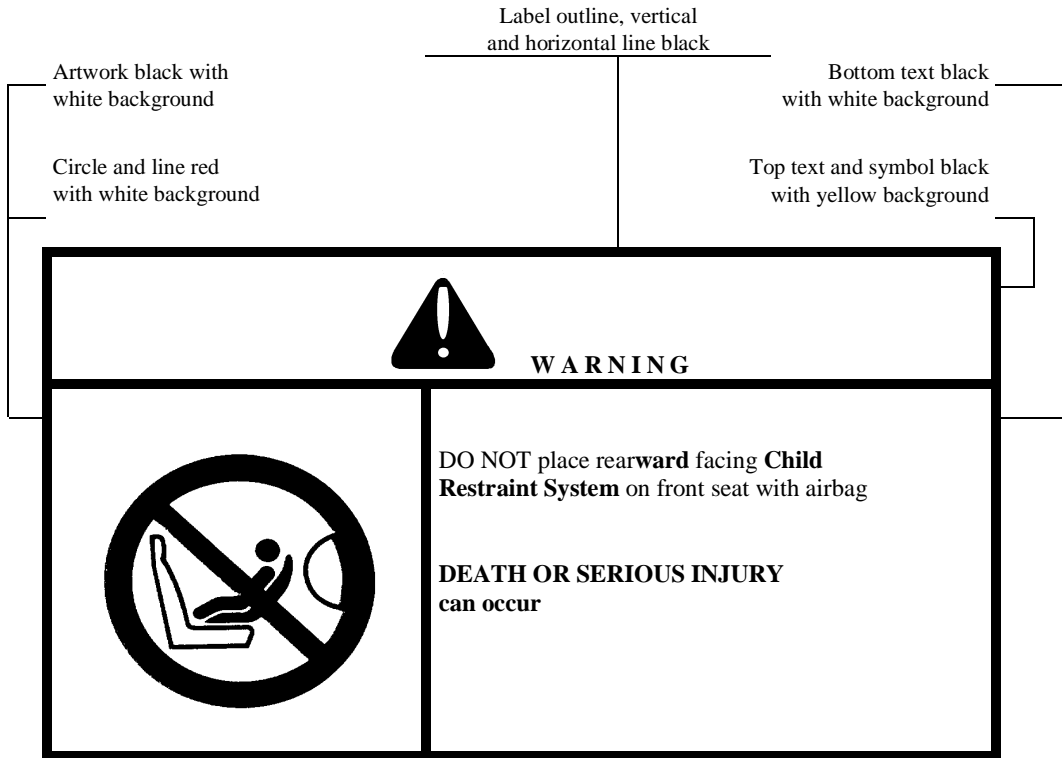 Label outline, vertical
and horizontal line black
Artwork black with
white background
Bottom text black
with white background
Circle and line red
with white background
Top text and symbol black
with yellow background
WARNING
DO NOT place rearward facing Child
Restraint System on front seat with airbag
DEATH OR SERIOUS INJURY
can occur